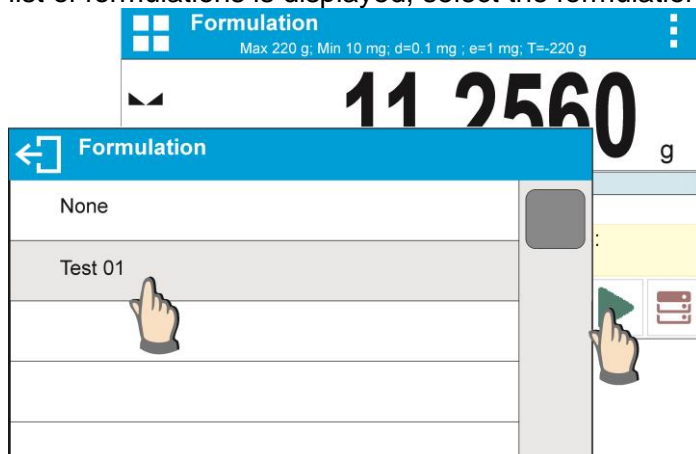 list of formulations is displayed, select the formulation
Formulation
Max 220 g; Min 10 mg; d=0.1 mg ; e=1 mg; T=-220 g
11.2560 g
Formulation
None
:
Test 01